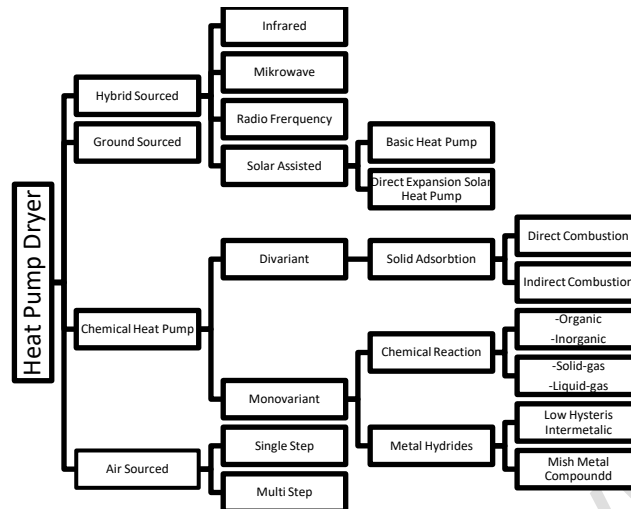 Heat Pump Dryer
Hybrid Sourced
Infrared
Mikrowave
Radio Frerquency
Solar Assisted
Basic Heat Pump
Direct Expansion Solar
Heat Pump
Ground Sourced
Chemical Heat Pump
Divariant
Solid Adsorbtion
Direct Combustion
Indirect Combustion
Monovariant
Chemical Reaction
-Organic
-Inorganic
-Solid-gas
-Liquid-gas
Metal Hydrides
Low Hysteris
Intermetalic
Mish Metal
Compoundd
Air Sourced
Single Step
Multi Step